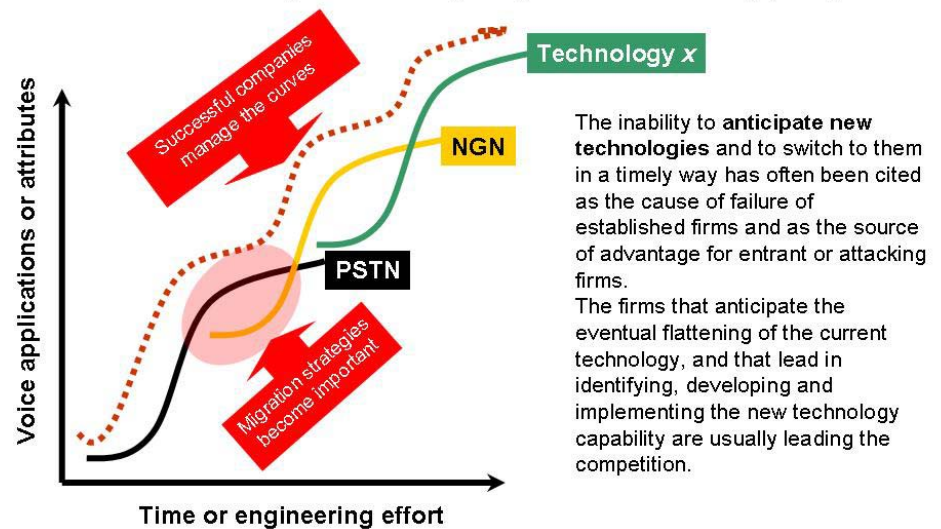 Technology x
Successful companies
manage the curves
NGN
PSTN
Migration strategies
become important
Voice applications or attributes
Time or engineering effort
The inability to anticipate new
technologies and to switch to them
in a timely way has often been cited
as the cause of failure of
established firms and as the source
of advantage for entrant or attacking
firms.
The firms that anticipate the
eventual flattening of the current
technology, and that lead in
identifying, developing and
implementing the new technology
capability are usually leading the
competition.